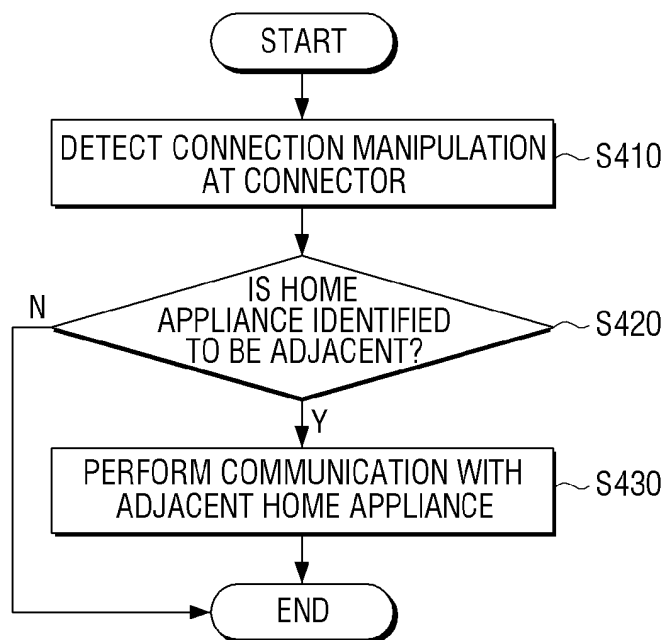 START
DETECT CONNECTION MANIPULATION
AT CONNECTOR
S410
IS HOME
APPLIANCE IDENTIFIED
TO BE ADJACENT?
S420
N
Y
PERFORM COMMUNICATION WITH
ADJACENT HOME APPLIANCE
S430
END